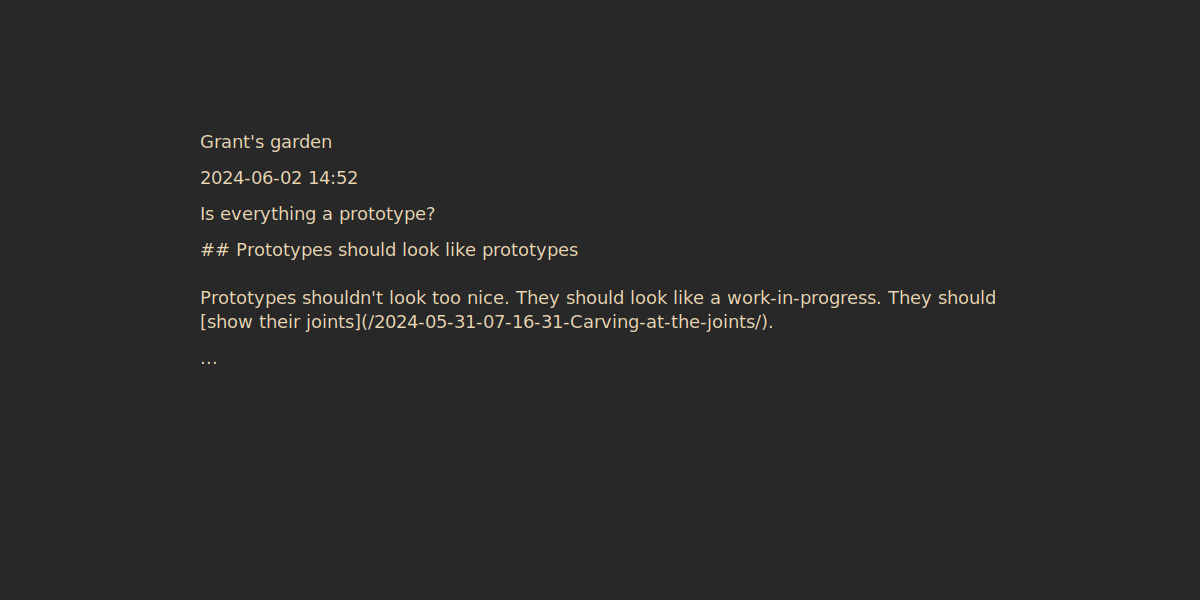 Grant's garden
2024-06-02 14:52
Is everything a prototype?
## Prototypes should look like prototypes
Prototypes shouldn't look too nice. They should look like a work-in-progress. They should
[show their joints](/2024-05-31-07-16-31-Carving-at-the-joints/).
…